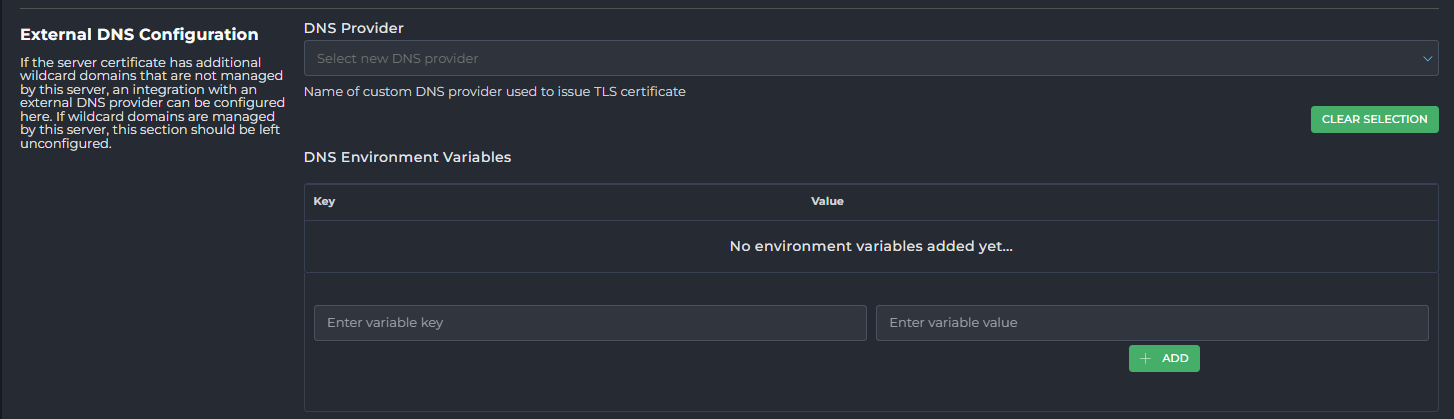 External DNS Configuration
If the server certificate has additional
wildcard domains that are not managed
by this server, an integration with an
external DNS provider can be configured
here. If wildcard domains are managed
by this server, this section should be left
unconfigured.
DNS Provider
Select new DNS provider
Name of custom DNS provider used to issue TLS certificate
CLEAR SELECTION
DNS Environment Variables
Key Value
No environment variables added yet...
Enter variable key Enter variable value
ADD